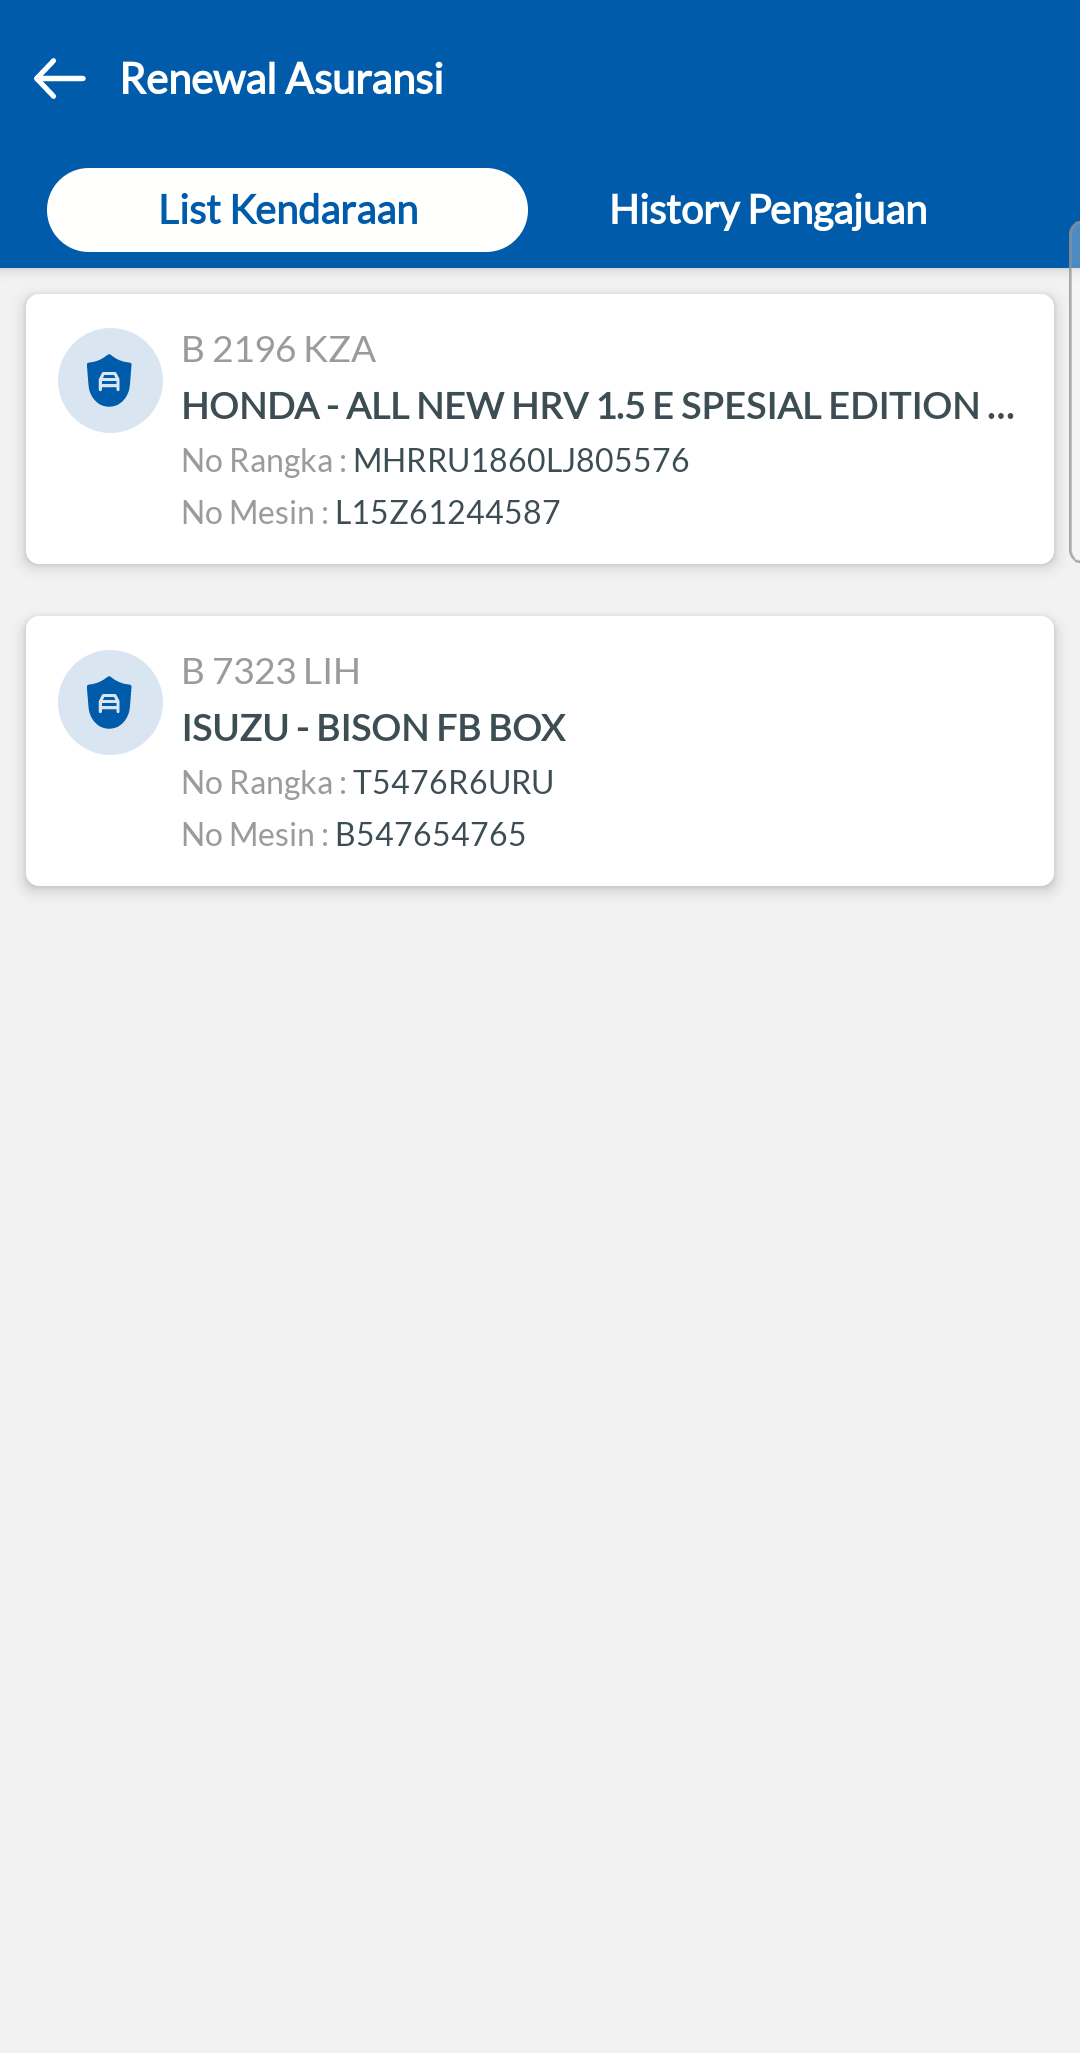 Renewal Asuransi
List Kendaraan
History Pengajuan
B 2196 KZA
HONDA - ALL NEW HRV 1.5 E SPESIAL EDITION ...
No Rangka : MHRRU1860LJ805576
No Mesin : L15Z61244587
B 7323 LIH
ISUZU - BISON FB BOX
No Rangka : T5476R6URU
No Mesin : B547654765